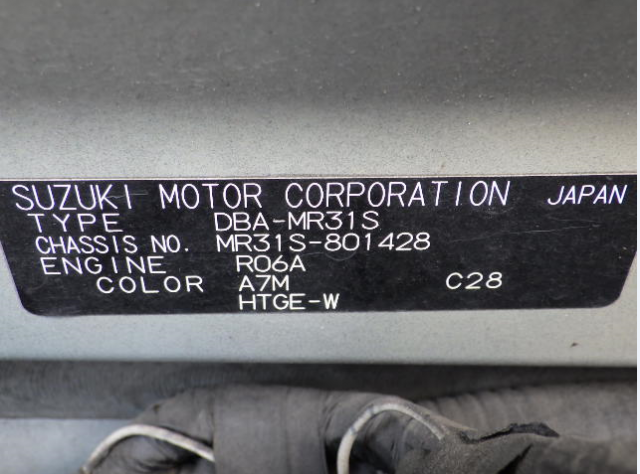 SUZUKI MOTOR CORPORATION JAPAN
TYPE DBA-MR31S
CHASSIS NO. MR31S-801428
ENGINE R06A
COLOR A7M C28
HTGE-W